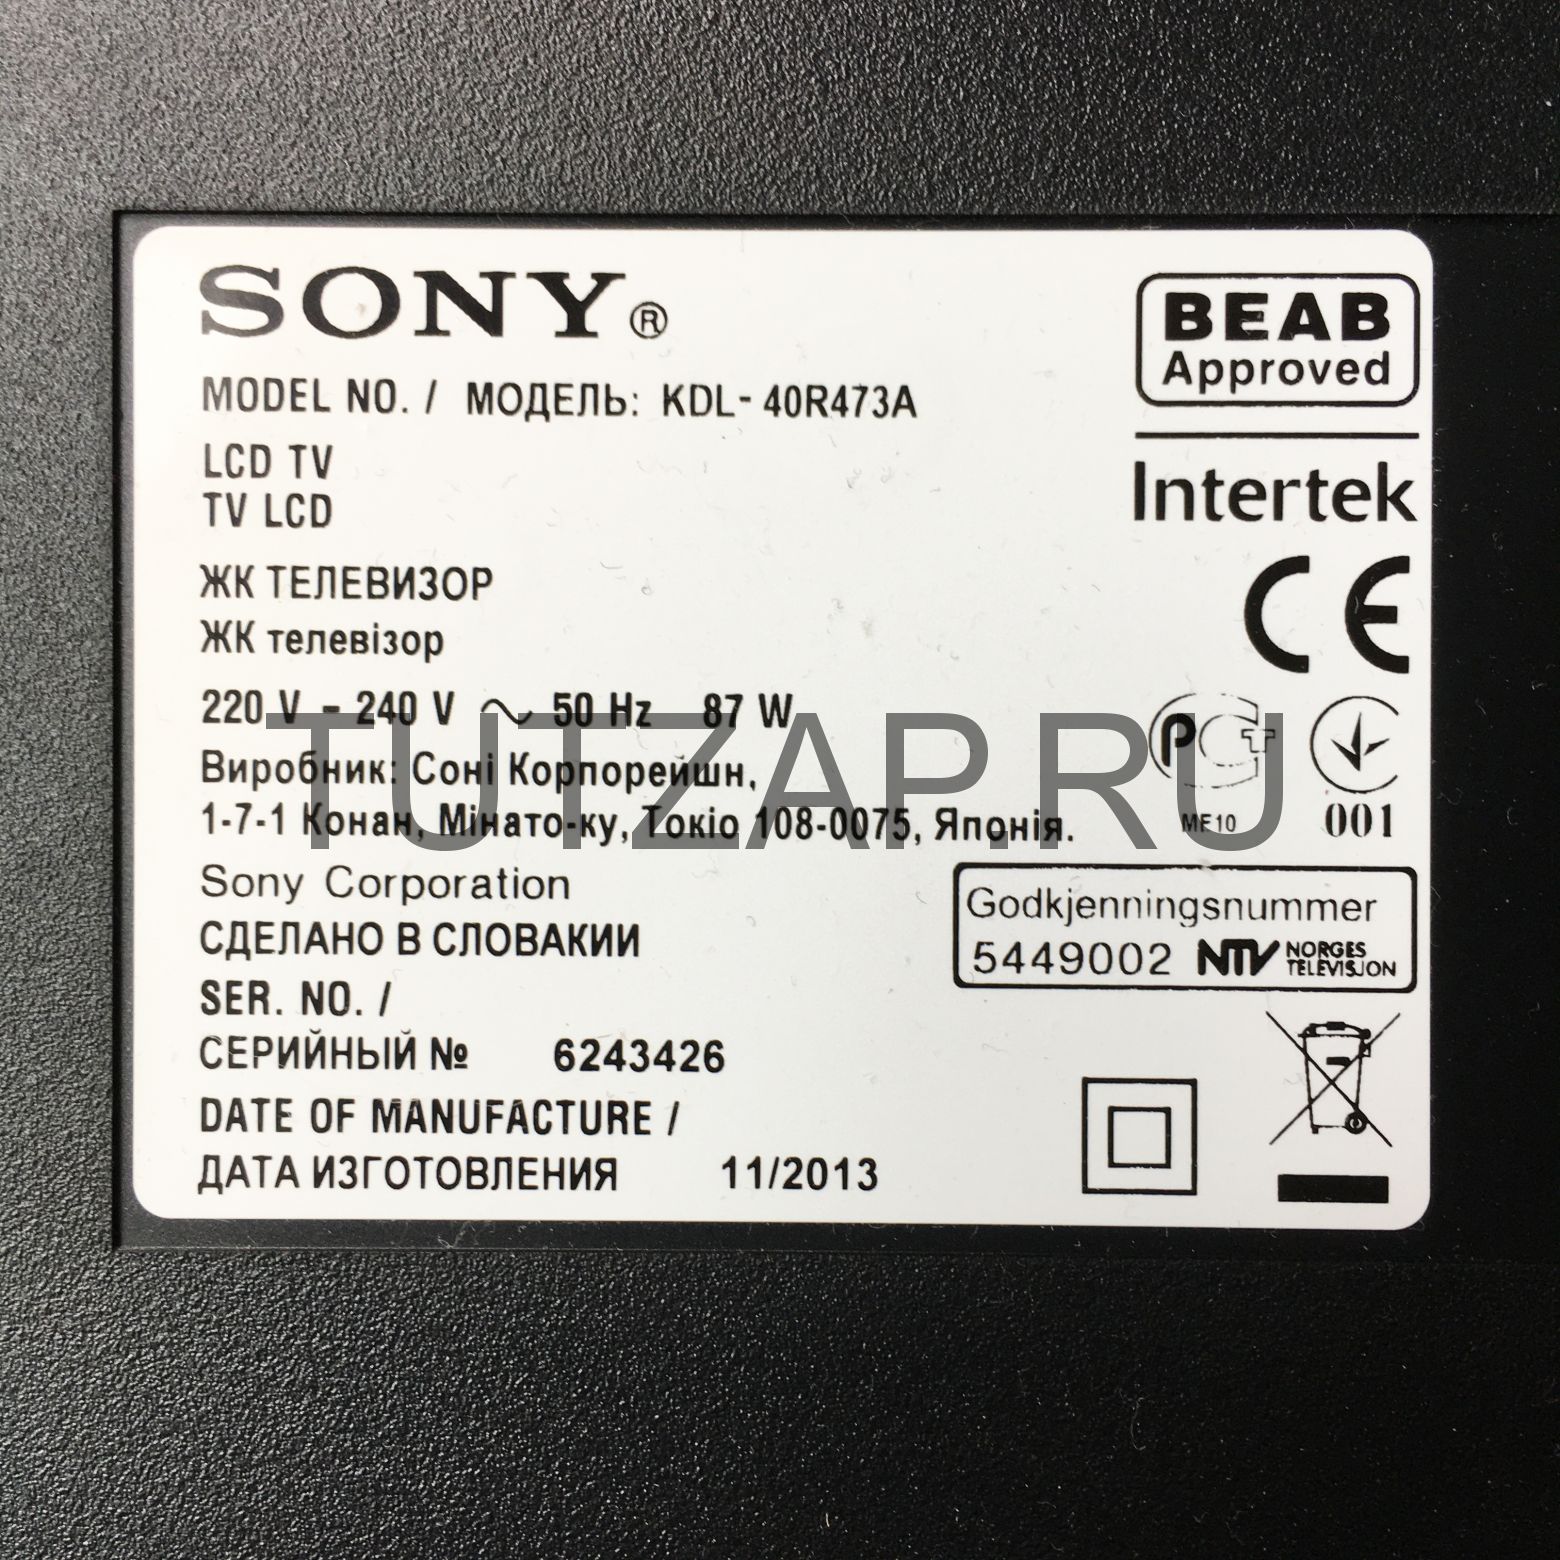 SONY®
MODEL NO. / МОДЕЛЬ: KDL- 40R473A
LCD TV
TV LCD
ЖК ТЕЛЕВИЗОР
ЖК телевізор
220 V - 240 V ~ 50 Hz 87 W
Виробник: Соні Корпорейшн,
1-7-1 Конан, Мінато-ку, Токіо 108-0075, Японія.
Sony Corporation
СДЕЛАНО В СЛОВАКИИ
SER. NO. /
СЕРИЙНЫЙ № 6243426
DATE OF MANUFACTURE /
ДАТА ИЗГОТОВЛЕНИЯ 11/2013
BEAB
Approved
Intertek
CE
РСТ
МЕ10
001
Godkjenningsnummer
5449002 NTV NORGES
TELEVISJON
TUTZAP.RU